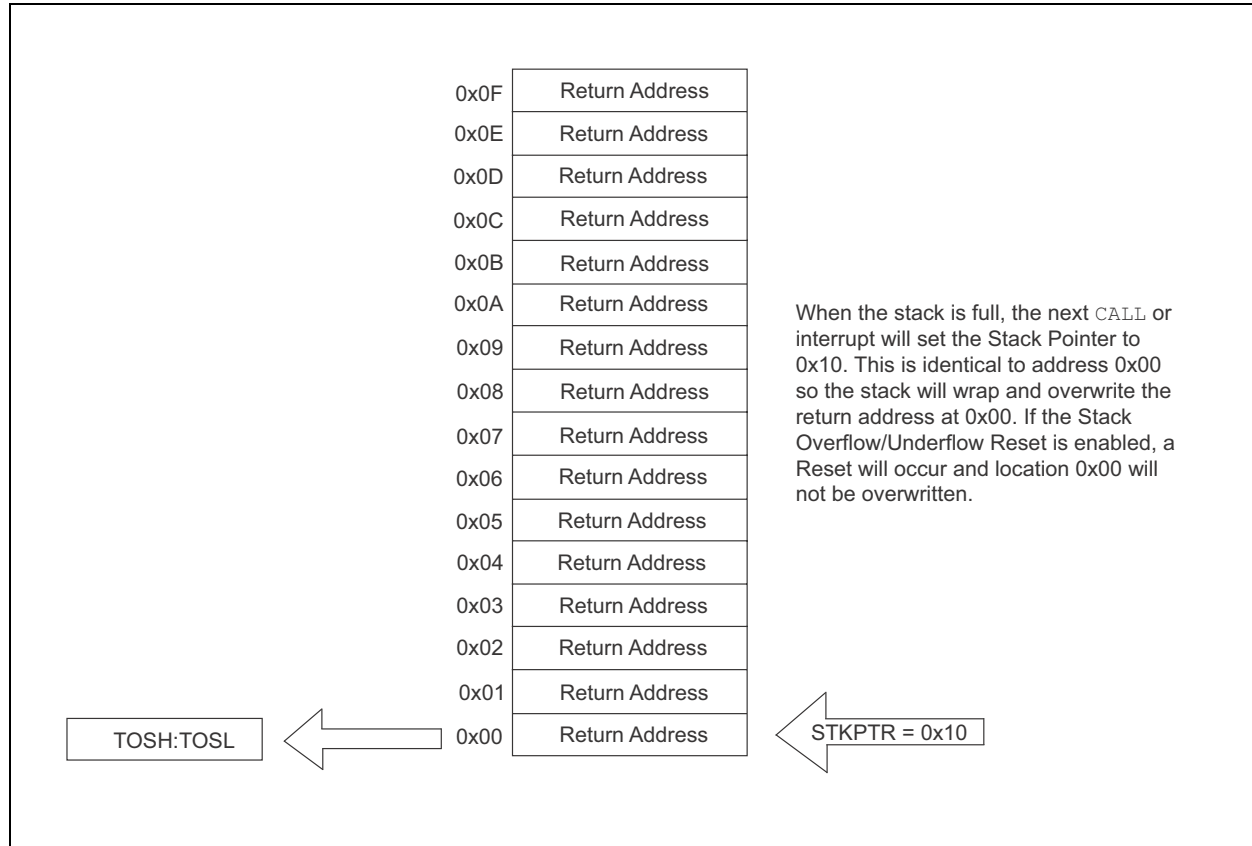 0x0F Return Address
0x0E Return Address
0x0D Return Address
0x0C Return Address
0x0B Return Address
0x0A Return Address
0x09 Return Address
0x08 Return Address
0x07 Return Address
0x06 Return Address
0x05 Return Address
0x04 Return Address
0x03 Return Address
0x02 Return Address
0x01 Return Address
TOSH:TOSL 0x00 Return Address STKPTR = 0x10
When the stack is full, the next CALL or
interrupt will set the Stack Pointer to
0x10. This is identical to address 0x00
so the stack will wrap and overwrite the
return address at 0x00. If the Stack
Overflow/Underflow Reset is enabled, a
Reset will occur and location 0x00 will
not be overwritten.